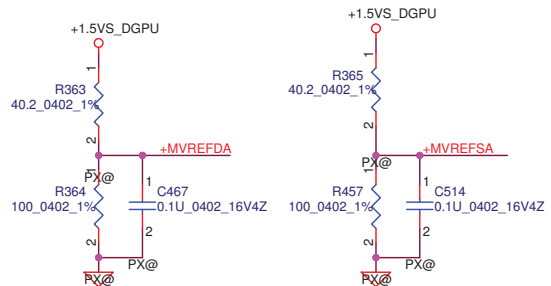 +1.5VS_DGPU
1
R363
40.2_0402_1%
2
+MVREFDA
PX@
1
R364
100_0402_1%
2
1
C467
0.1U_0402_16V4Z
2
PX@
PX@
+1.5VS_DGPU
1
R365
40.2_0402_1%
2
+MVREFSA
PX@
1
R457
100_0402_1%
2
1
C514
0.1U_0402_16V4Z
2
PX@
PX@